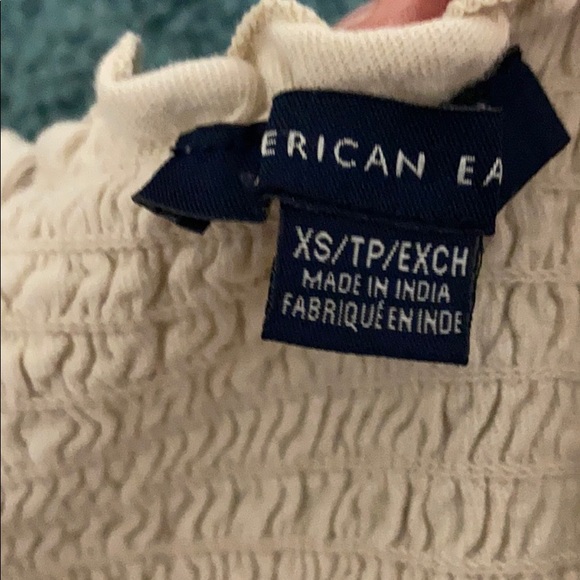 ERICAN EA
XS/TP/EXCH
MADE IN INDIA
FABRIQUÉ EN INDE